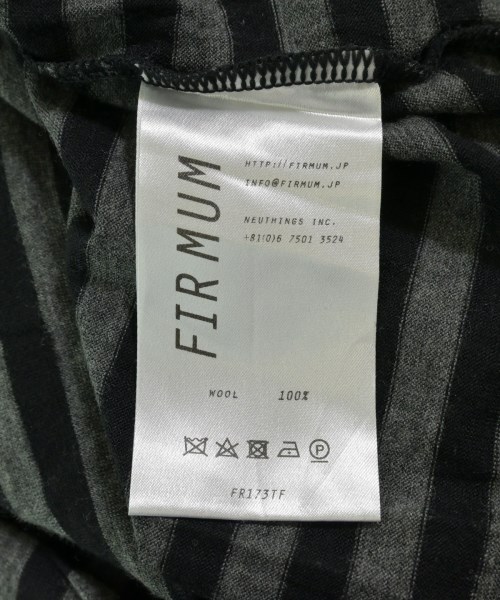 FIRMUM
HTTP://FIRMUM.JP
INFO@FIRMUM.JP
NEUTHINGS INC.
+81(0)6 7501 3524
WOOL 100%
P
FR173TF